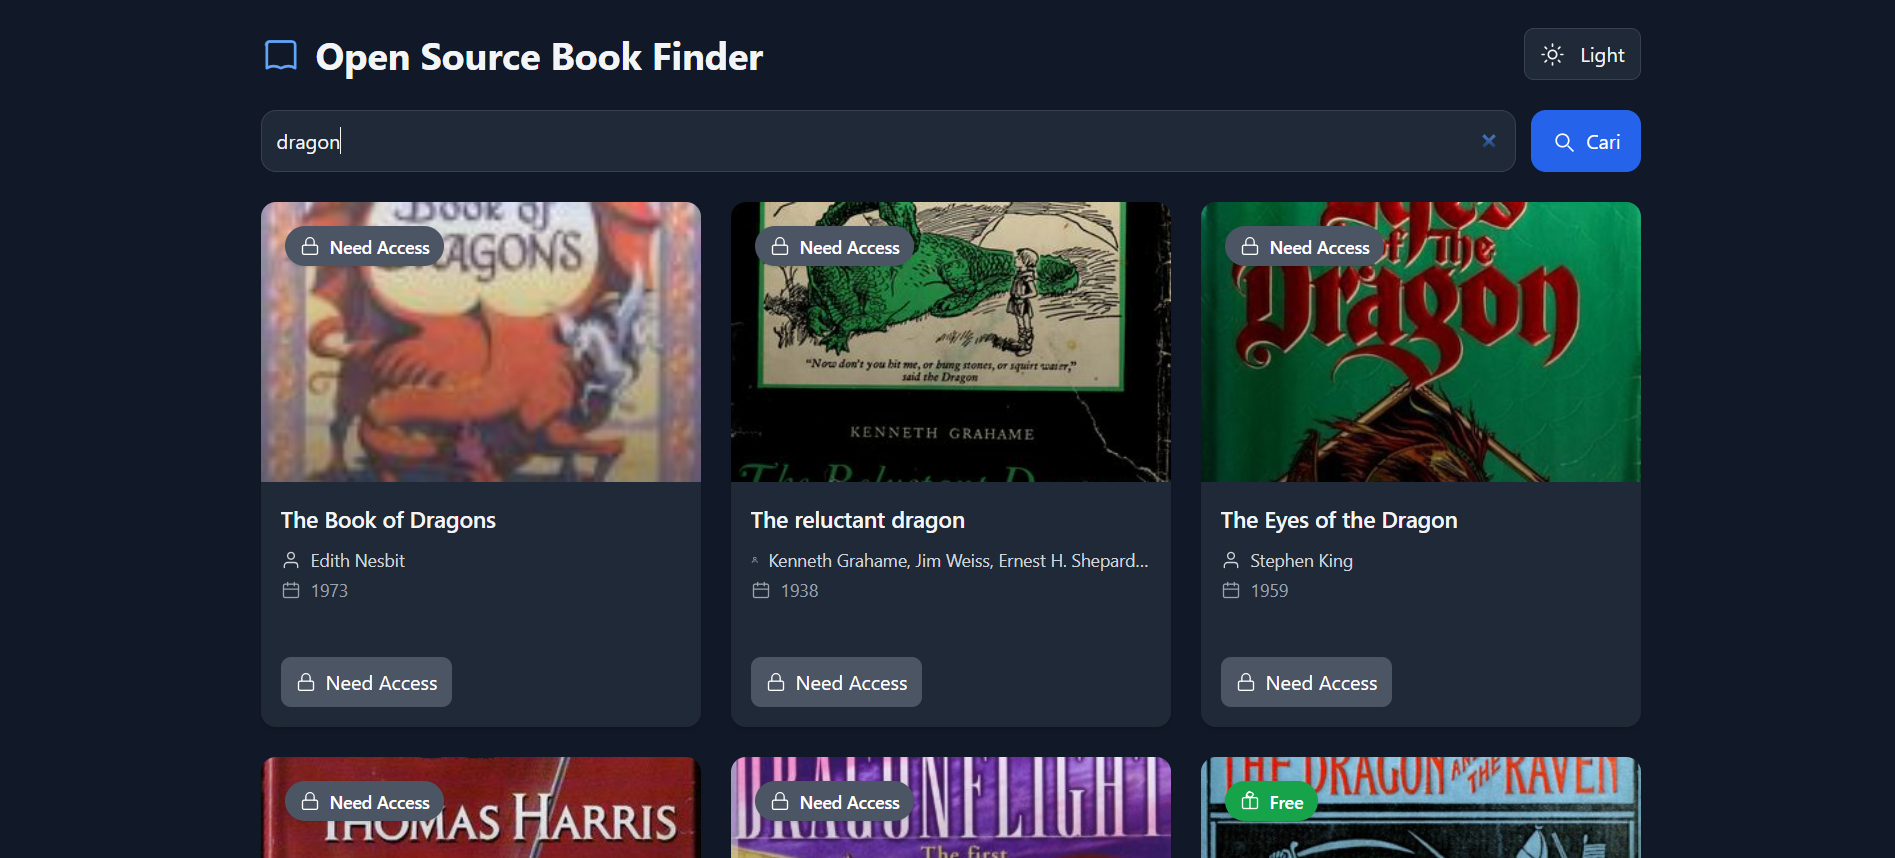 Open Source Book Finder
Light
dragon
Cari
Book of
DRAGONS
Need Access
Need Access
"Now don't you hit me, or bung stones, or squirt water,"
said the Dragon
KENNETH GRAHAME
The Reluctant D
Need Access
Eyes
of The
Dragon
The Book of Dragons
Edith Nesbit
1973
Need Access
The reluctant dragon
Kenneth Grahame, Jim Weiss, Ernest H. Shepard...
1938
Need Access
The Eyes of the Dragon
Stephen King
1959
Need Access
Need Access
THOMAS HARRIS
Need Access
DRAGONFLIGHT
The first
THE DRAGON AND THE RAVEN
Free